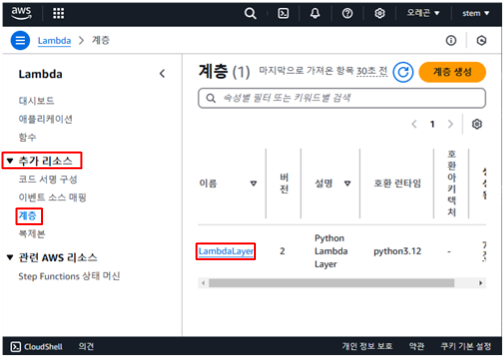 aws
오레곤 ▼
stem ▼
Lambda > 계층
Lambda
대시보드
애플리케이션
함수
▼ 추가 리소스
코드 서명 구성
이벤트 소스 매핑
계층
복제본
▼ 관련 AWS 리소스
Step Functions 상태 머신
계층 (1)
마지막으로 가져온 항목 30초 전
계층 생성
속성별 필터 또는 키워드별 검색
< 1 >
이름
버
전
설명
호환 런타임
호
환
아
키
텍
처
LambdaLayer
2
Python
Lambda
Layer
python3.12
-
CloudShell
의견
개인 정보 보호
약관
쿠키 기본 설정